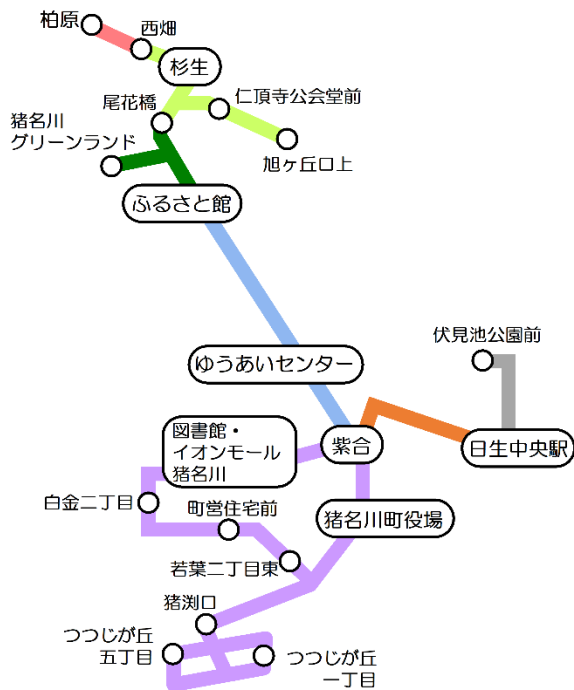 柏原
西畑
杉生
尾花橋
仁頂寺公会堂前
猪名川
グリーンランド
旭ヶ丘口上
ふるさと館
伏見池公園前
ゆうあいセンター
図書館・
イオンモール
猪名川
紫合
日生中央駅
白金二丁目
町営住宅前
猪名川町役場
若葉二丁目東
猪渕口
つつじが丘
五丁目
つつじが丘
一丁目